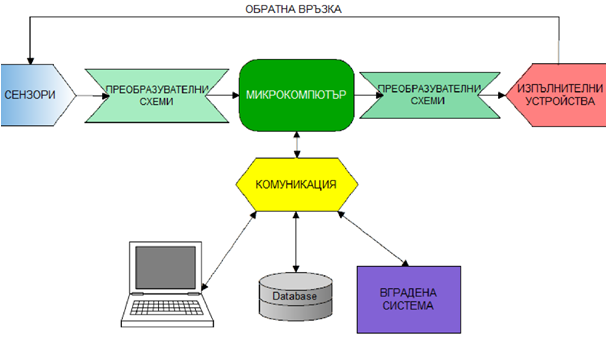 ОБРАТНА ВРЪЗКА
СЕНЗОРИ
ПРЕОБРАЗУВАТЕЛНИ
СХЕМИ
МИКРОКОМПЮТЪР
ПРЕОБРАЗУВАТЕЛНИ
СХЕМИ
ИЗПЪЛНИТЕЛНИ
УСТРОЙСТВА
КОМУНИКАЦИЯ
Database
ВГРАДЕНА
СИСТЕМА